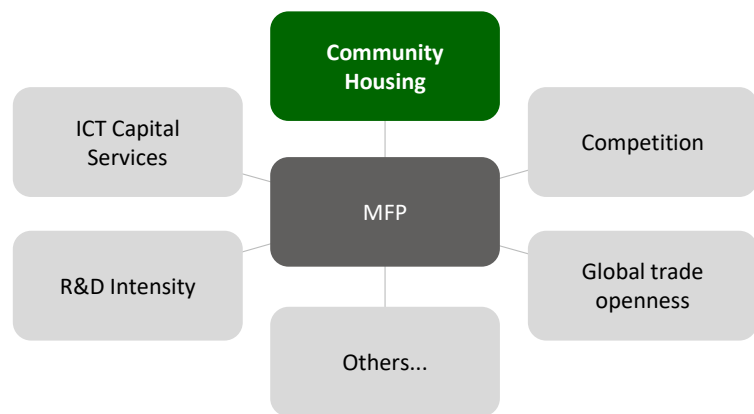 Community
Housing
ICT Capital
Services
Competition
MFP
R&D Intensity
Global trade
openness
Others...